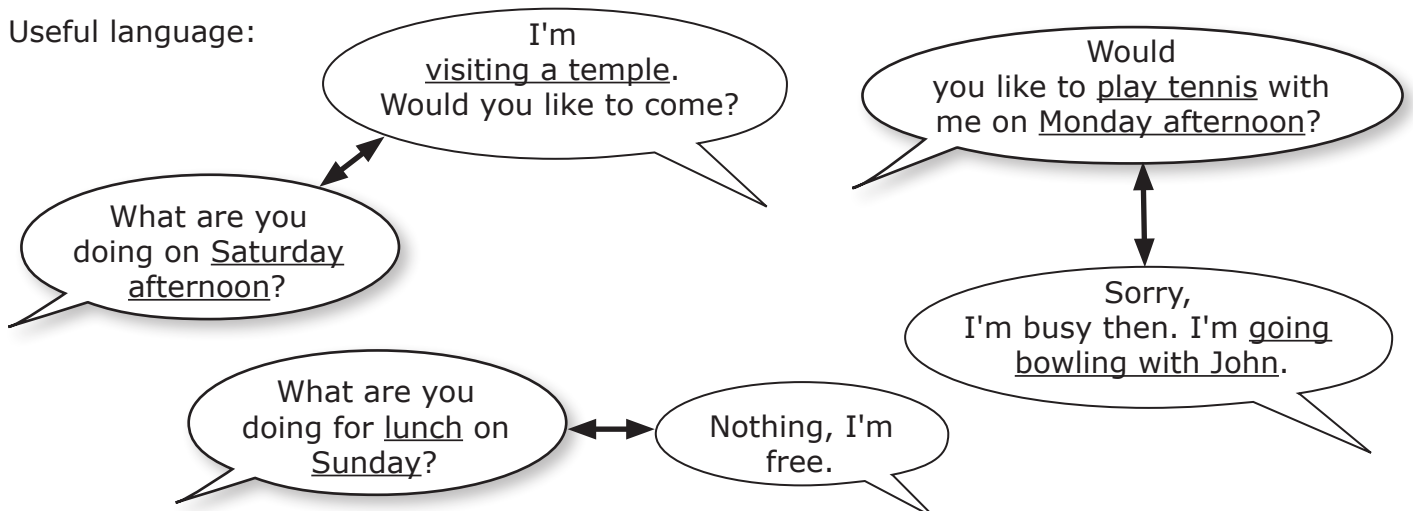 Useful language:
I'm
visiting a temple.
Would you like to come?
What are you
doing on Saturday
afternoon?
Would
you like to play tennis with
me on Monday afternoon?
Sorry,
I'm busy then. I'm going
bowling with John.
What are you
doing for lunch on
Sunday?
Nothing, I'm
free.